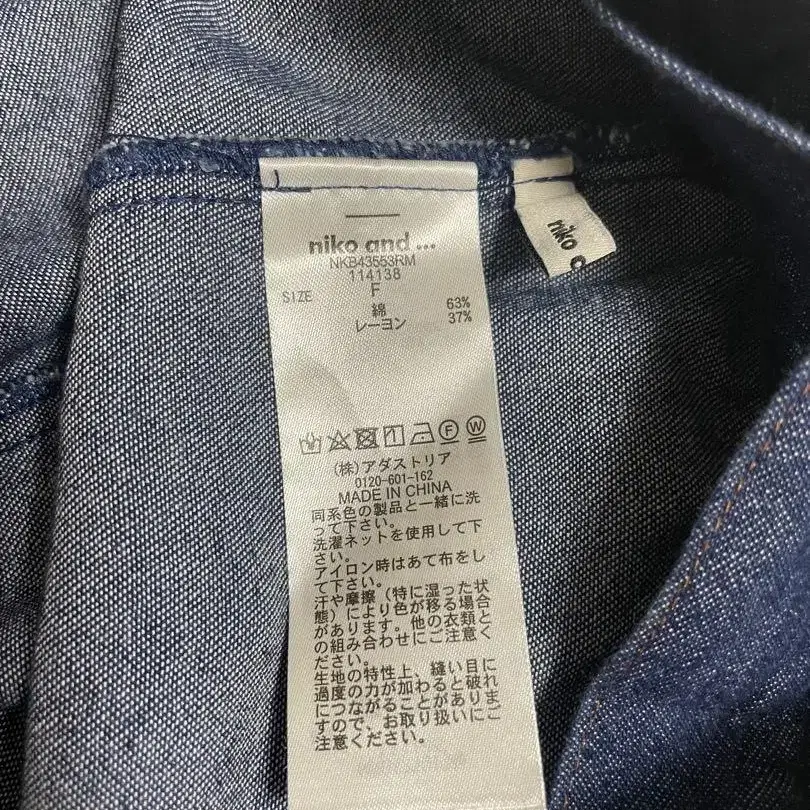 niko and ...
NKB43553RM
114138
SIZE F
綿 63%
レーヨン 37%
F W
(株)アダストリア
0120-601-162
MADE IN CHINA
同系色の製品と一緒に洗
って下さい。
洗濯ネットを使用して下
さい。
アイロン時はあて布をし
て下さい。
汗や摩擦(特に湿った状
態)により色が移る場合
があります。他の衣類と
の組み合わせにご注意く
ださい。
生地の特性上、縫い目に
過度の力が加わると破れ
につながることがありま
すので、お取り扱いにご
注意ください。
niko a